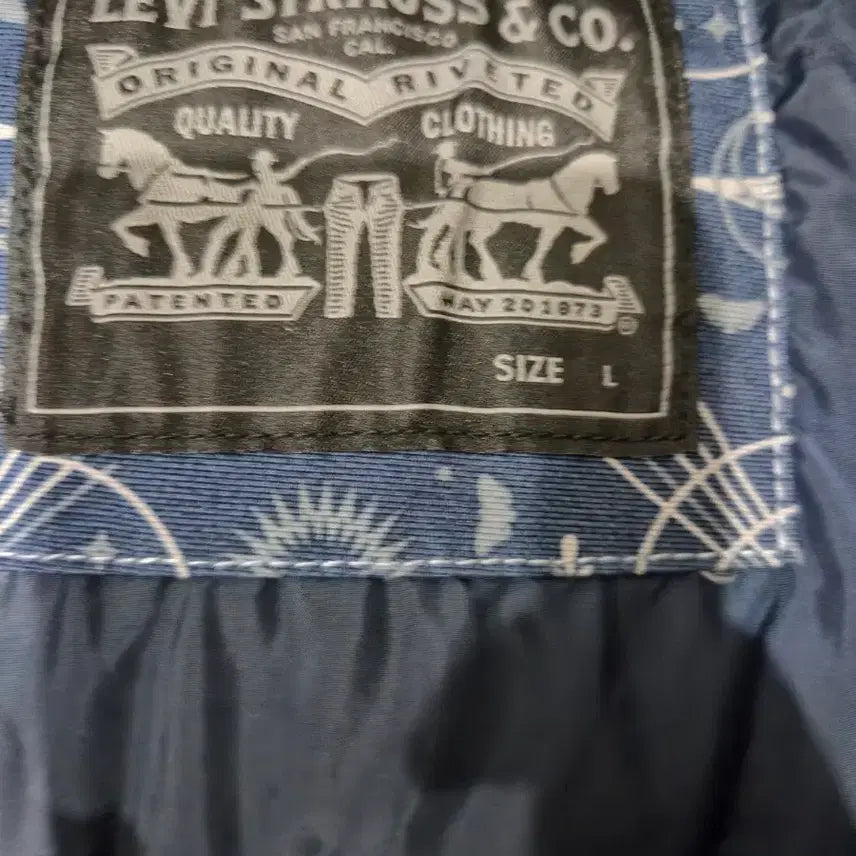 LEVI STRAUSS & CO.
SAN FRANCISCO
CAL.
ORIGINAL RIVETED
QUALITY CLOTHING
PATENTED MAY 20 1873
®
SIZE L